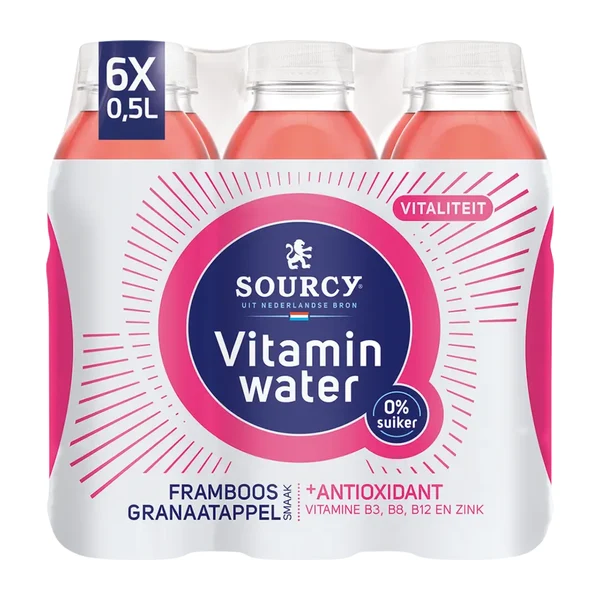 6X
0,5L
VITALITEIT
SOURCY®
UIT NEDERLANDSE BRON
Vitamin
water
0%
suiker
FRAMBOOS
GRANAATAPPEL
SMAAK
+ANTIOXIDANT
VITAMINE B3, B8, B12 EN ZINK